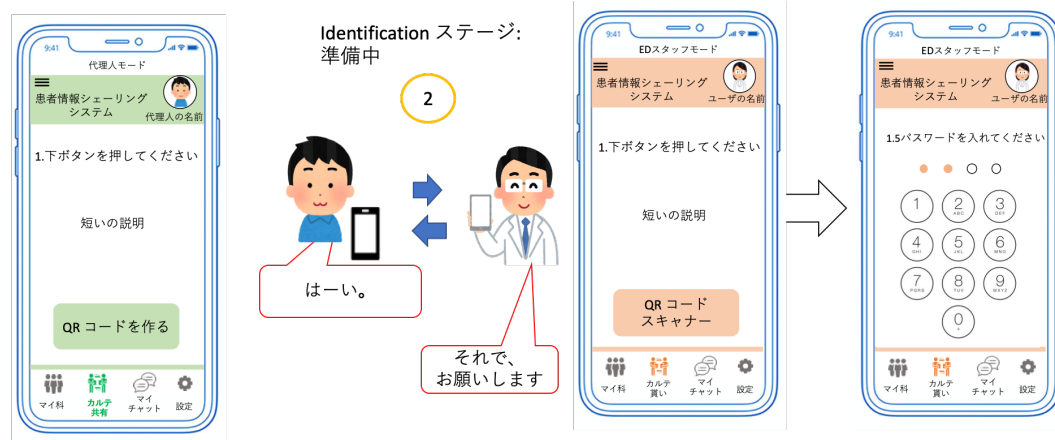 9:41
代理人モード
患者情報シェーリング
システム
代理人の名前
1.下ボタンを押してください
短いの説明
QR コードを作る
マイ科
カルテ
共有
マイ
チャット
設定
Identification ステージ:
準備中
2
はーい。
それで、
お願いします
9:41
EDスタッフモード
患者情報シェーリング
システム
ユーザの名前
1.下ボタンを押してください
短いの説明
QR コード
スキャナー
マイ科
カルテ
貰い
マイ
チャット
設定
9:41
EDスタッフモード
患者情報シェーリング
システム
ユーザの名前
1.5パスワードを入れてください
1
2
ABC
3
DEF
4
GHI
5
JKL
6
MNO
7
PQRS
8
TUV
9
WXYZ
0
+
マイ科
カルテ
貰い
マイ
チャット
設定